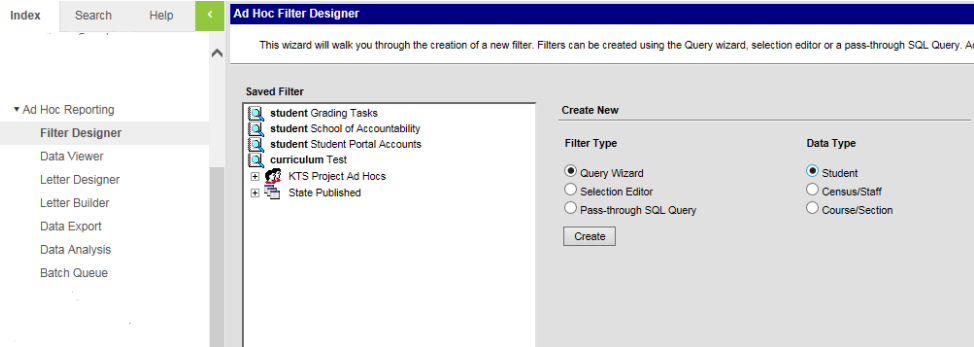 Index Search Help <
Ad Hoc Filter Designer
This wizard will walk you through the creation of a new filter. Filters can be created using the Query wizard, selection editor or a pass-through SQL Query.
▾ Ad Hoc Reporting
Filter Designer
Data Viewer
Letter Designer
Letter Builder
Data Export
Data Analysis
Batch Queue
Saved Filter
student Grading Tasks
student School of Accountability
student Student Portal Accounts
curriculum Test
KTS Project Ad Hocs
State Published
Create New
Filter Type
Query Wizard
Selection Editor
Pass-through SQL Query
Create
Data Type
Student
Census/Staff
Course/Section